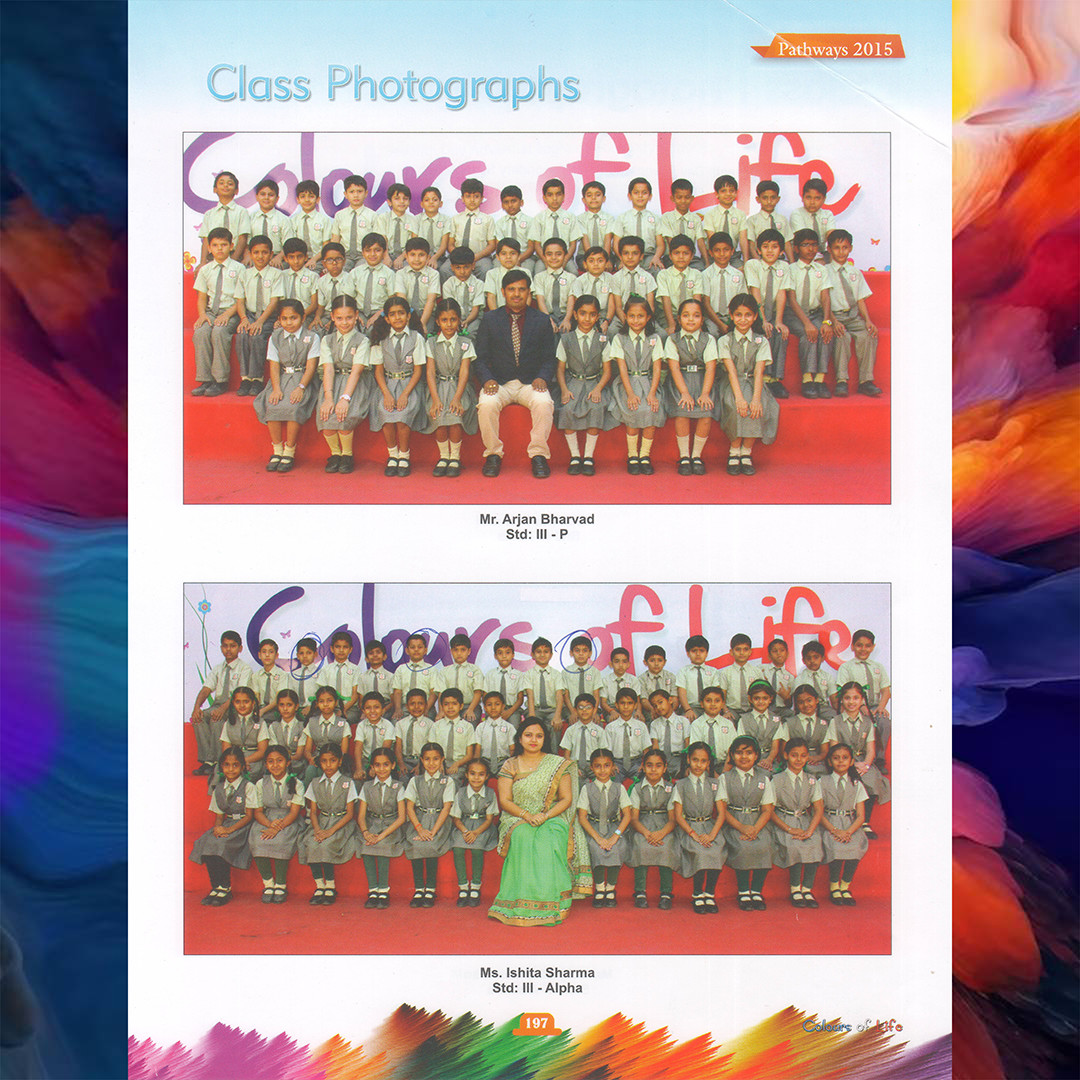 Pathways 2015
Class Photographs
Colours of Life
Mr. Arjan Bharvad
Std: III - P
Colours of Life
Ms. Ishita Sharma
Std: III - Alpha
197
Colours of Life